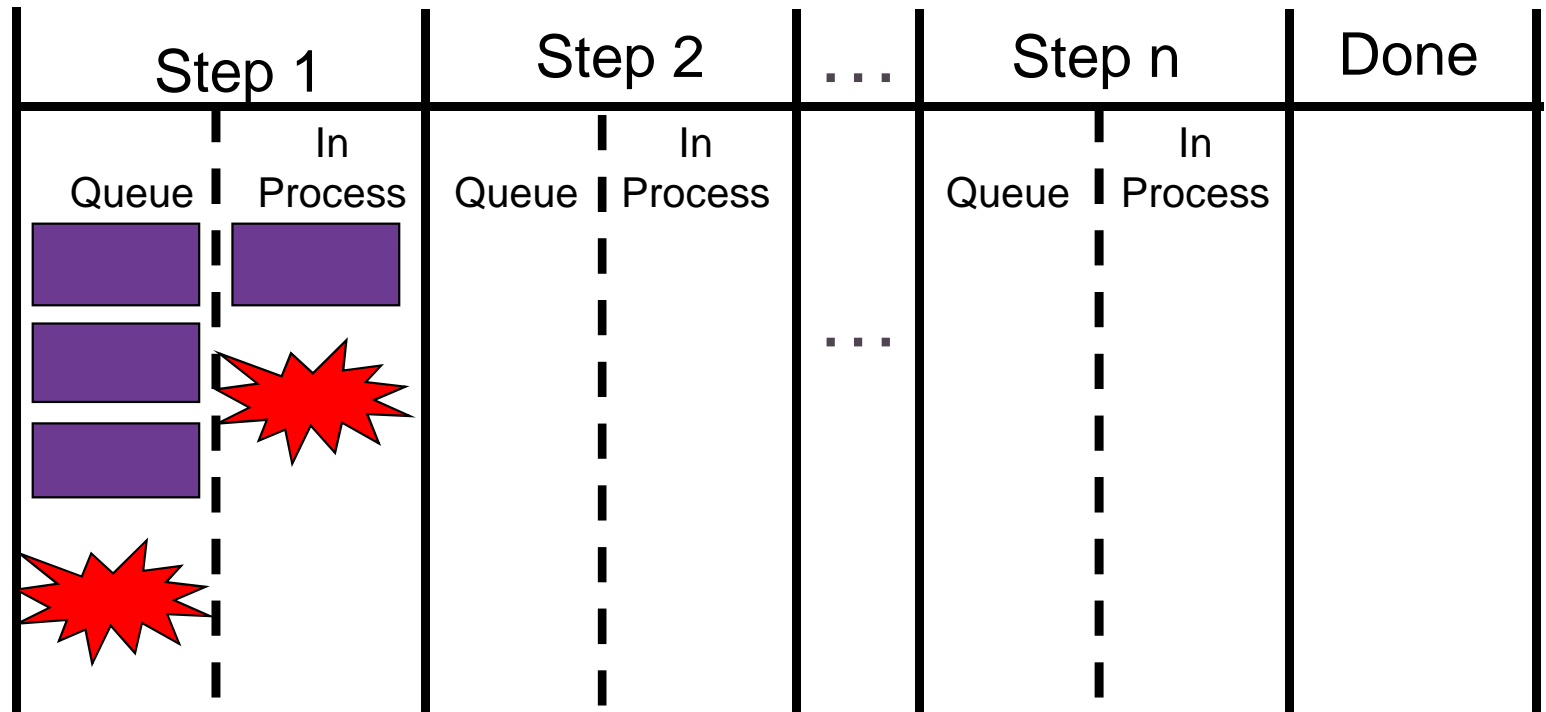 Step 1
Step 2
...
Step n
Done
Queue
In
Process
Queue
In
Process
...
Queue
In
Process